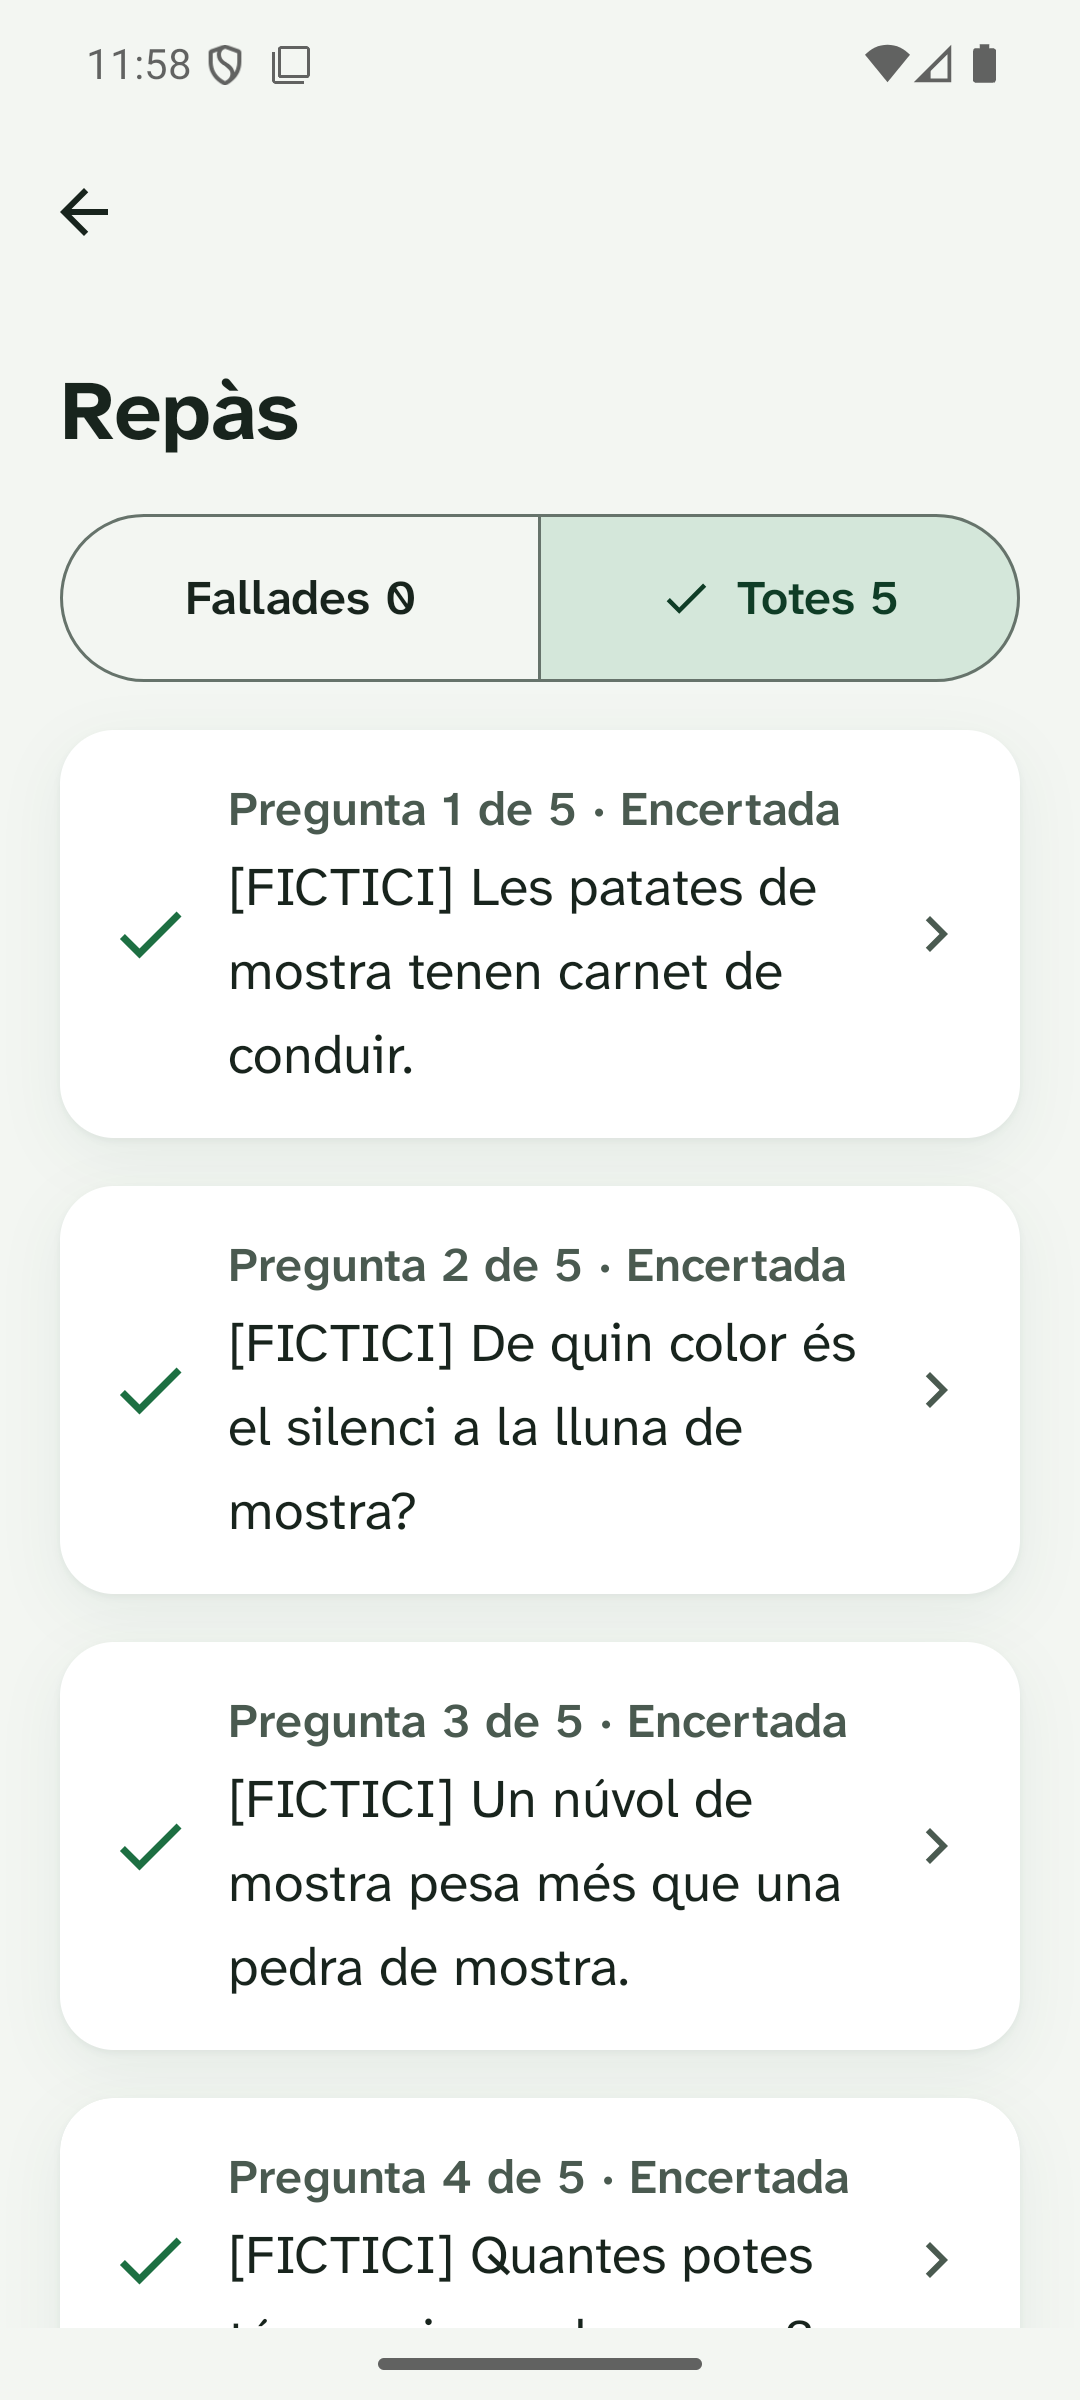 11:58
Repàs
Fallades 0
Totes 5
Pregunta 1 de 5 · Encertada
[FICTICI] Les patates de
mostra tenen carnet de
conduir.
Pregunta 2 de 5 · Encertada
[FICTICI] De quin color és
el silenci a la lluna de
mostra?
Pregunta 3 de 5 · Encertada
[FICTICI] Un núvol de
mostra pesa més que una
pedra de mostra.
Pregunta 4 de 5 · Encertada
[FICTICI] Quantes potes